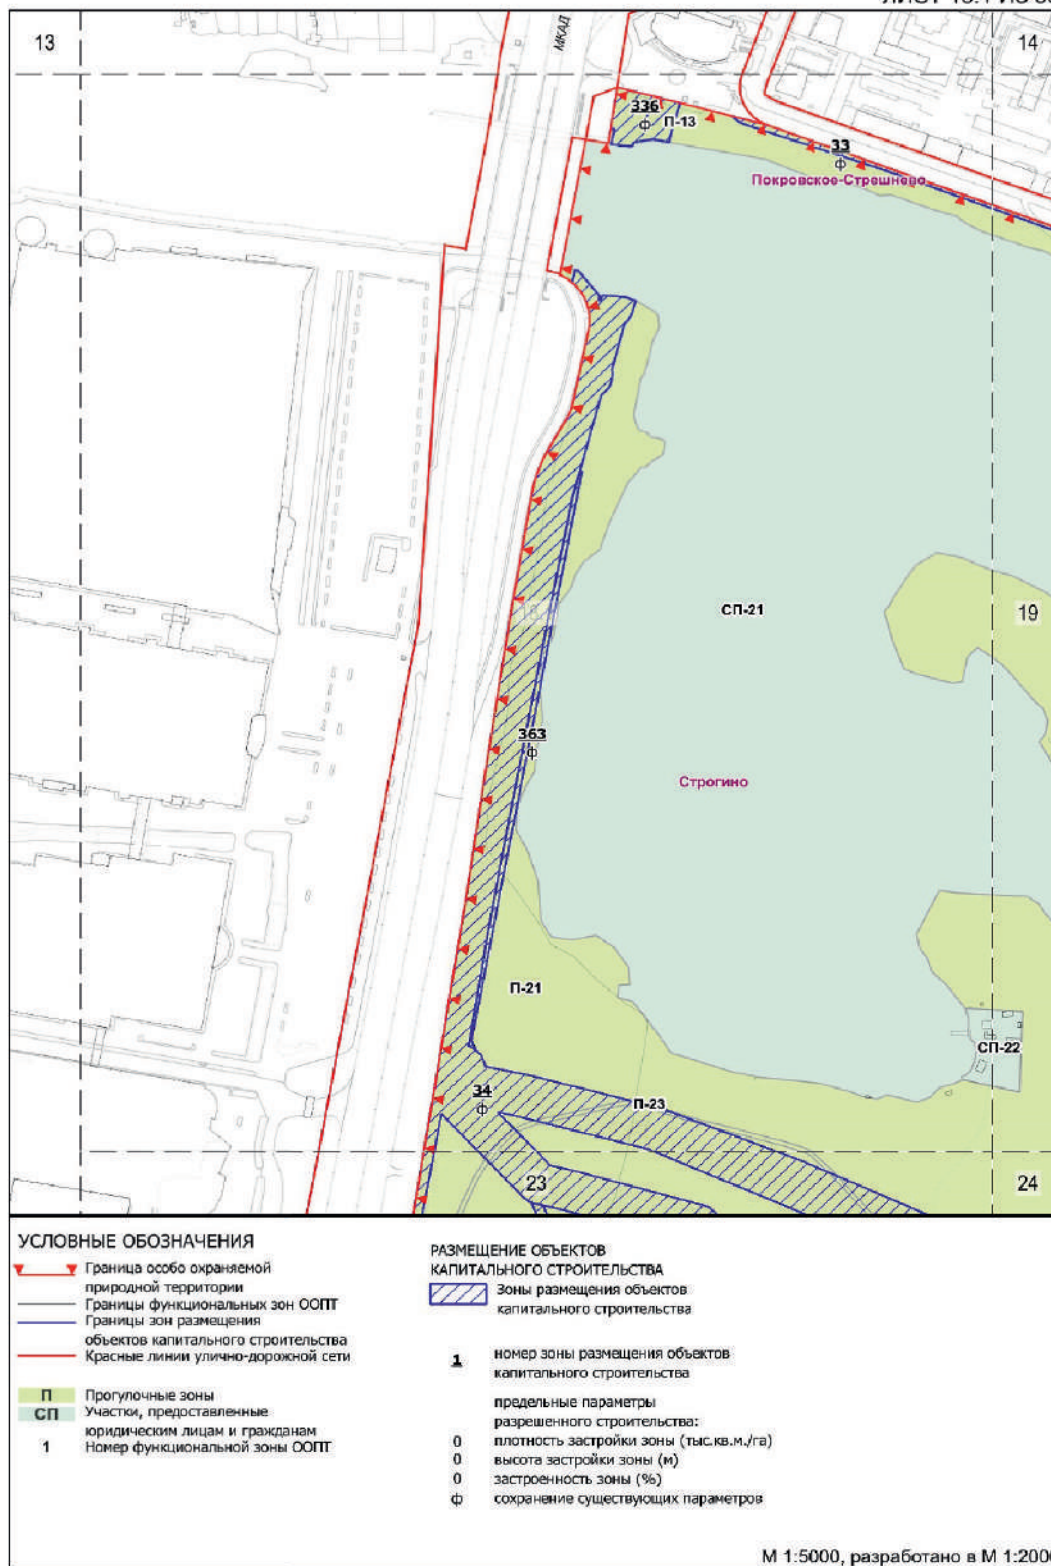 13
МКАД
14
336
ф
П-13
33
ф
Покровское-Стрешнево
СП-21
19
363
ф
Строгино
П-21
СП-22
34
ф
П-23
23
24
УСЛОВНЫЕ ОБОЗНАЧЕНИЯ
Граница особо охраняемой
природной территории
Границы функциональных зон ООПТ
Границы зон размещения
объектов капитального строительства
Красные линии улично-дорожной сети
П Прогулочные зоны
СП Участки, предоставленные
юридическим лицам и гражданам
1 Номер функциональной зоны ООПТ
РАЗМЕЩЕНИЕ ОБЪЕКТОВ
КАПИТАЛЬНОГО СТРОИТЕЛЬСТВА
Зоны размещения объектов
капитального строительства
1 номер зоны размещения объектов
капитального строительства
предельные параметры
разрешенного строительства:
0 плотность застройки зоны (тыс.кв.м./га)
0 высота застройки зоны (м)
0 застроенность зоны (%)
ф сохранение существующих параметров
М 1:5000, разработано в М 1:2000